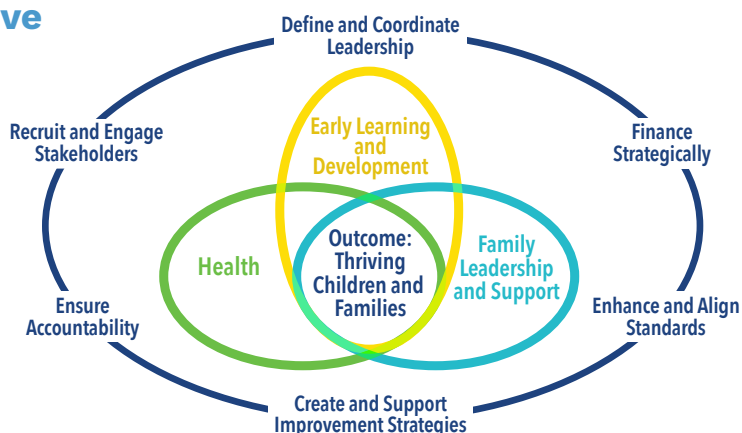 ve
Define and Coordinate
Leadership
Recruit and Engage
Stakeholders
Finance
Strategically
Early Learning
and
Development
Health
Outcome:
Thriving
Children and
Families
Family
Leadership
and Support
Ensure
Accountability
Enhance and Align
Standards
Create and Support
Improvement Strategies